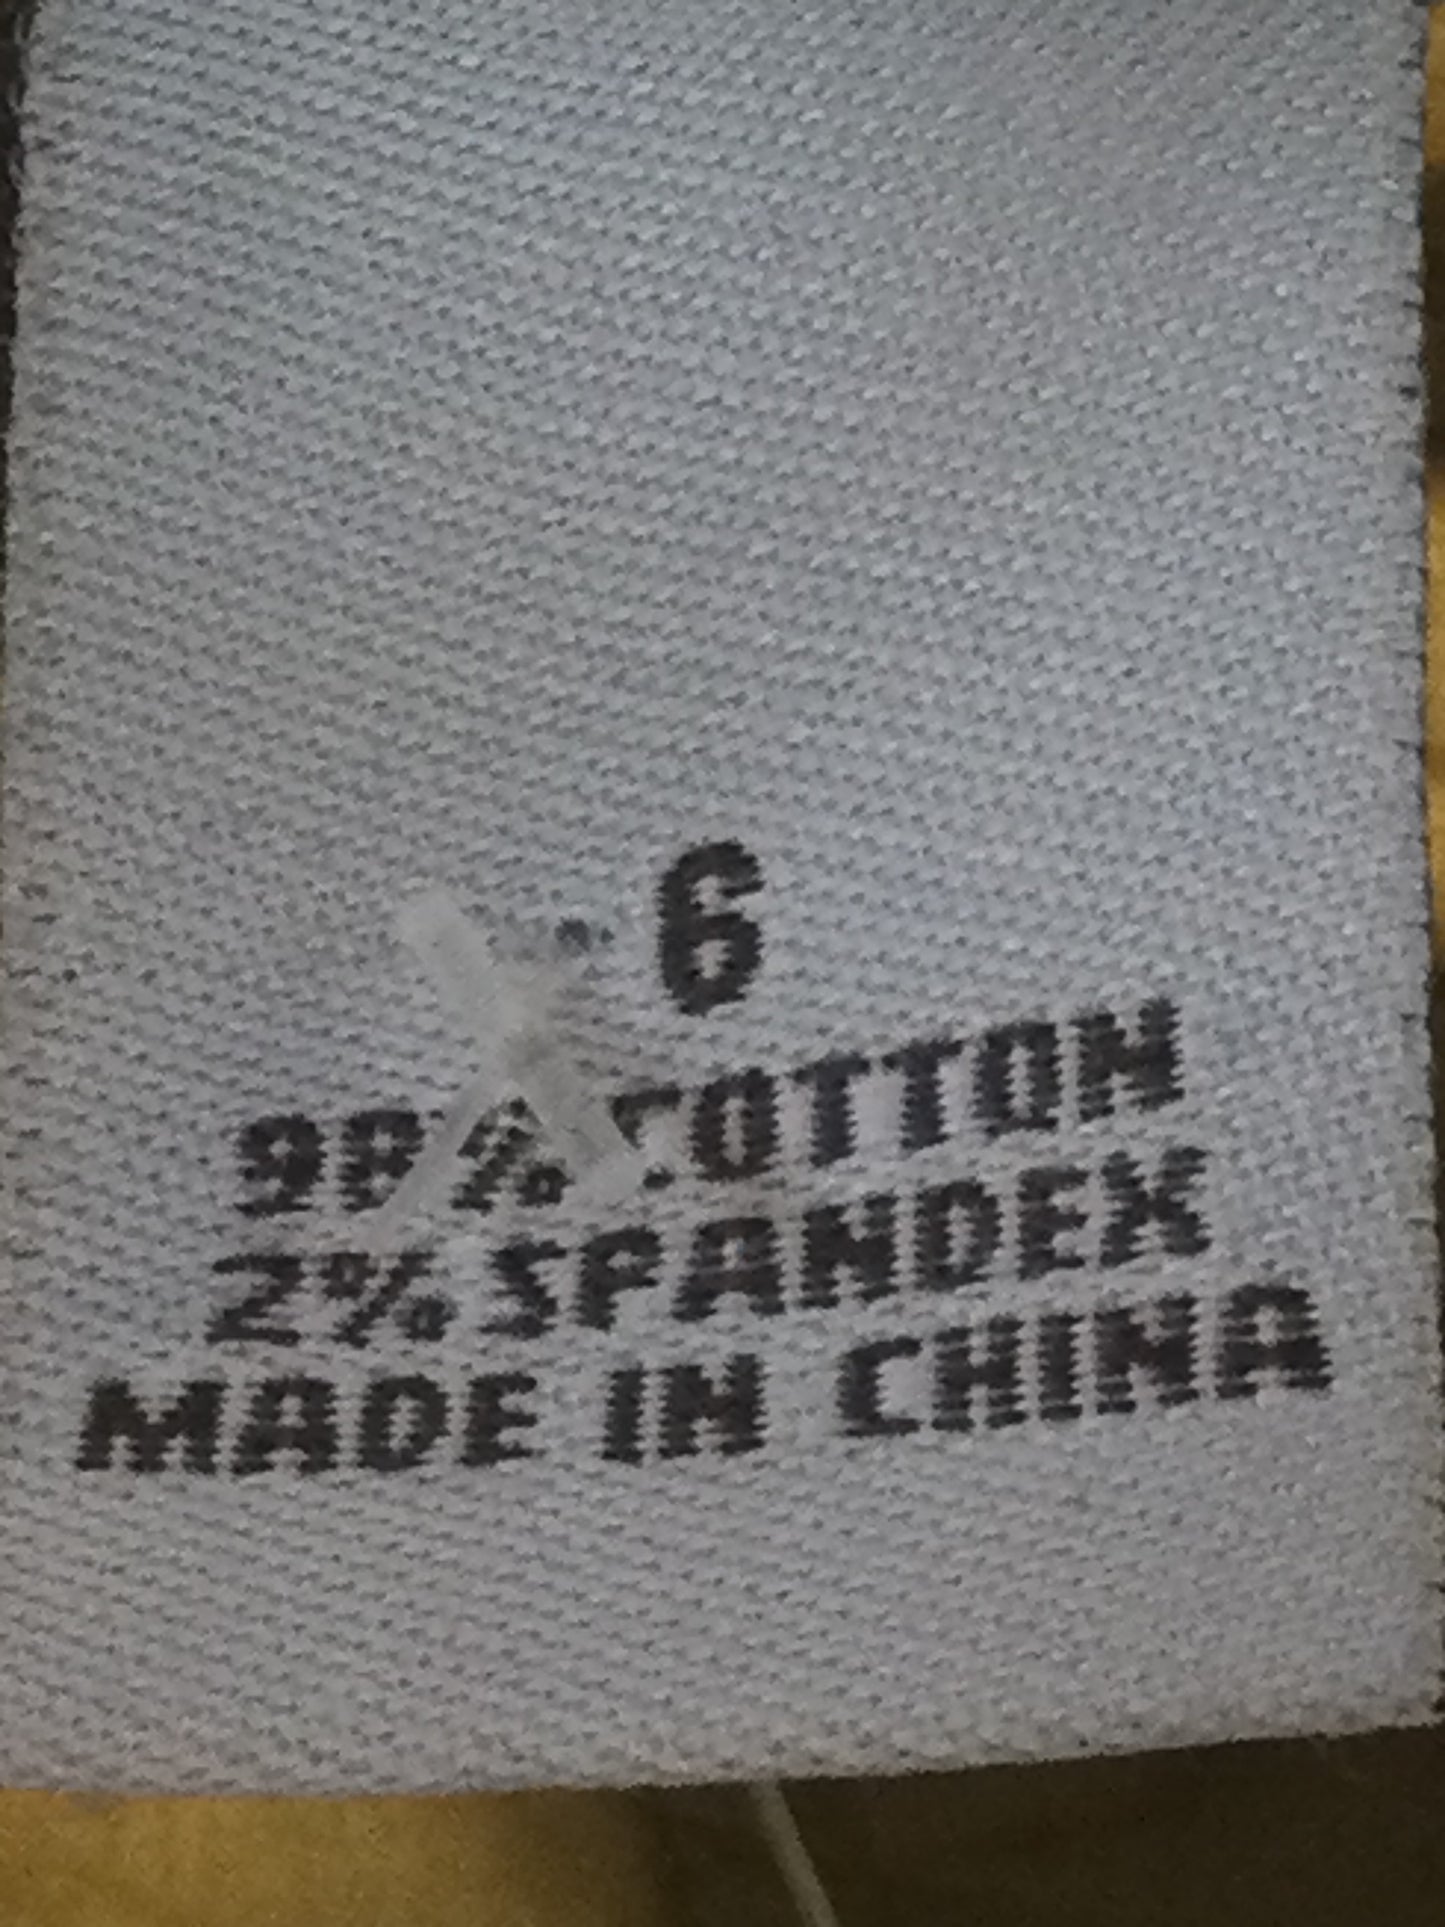 6
98% COTTON
2% SPANDEX
MADE IN CHINA